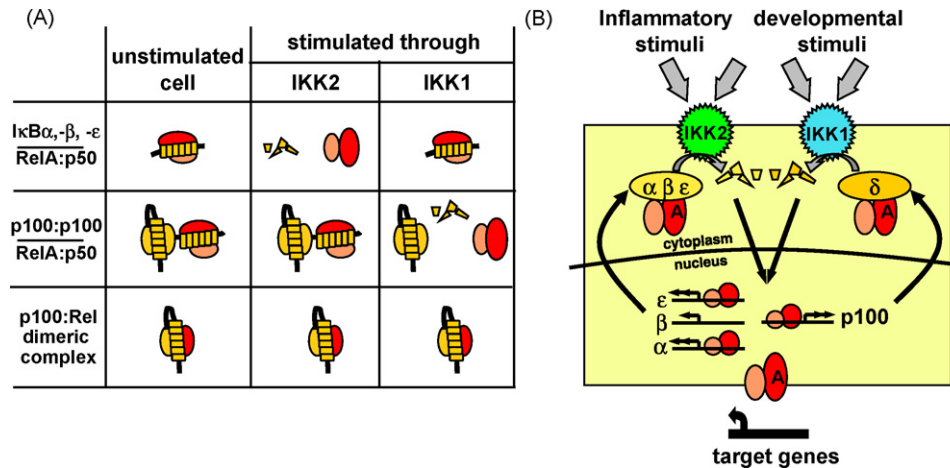 (A)
unstimulated
cell
stimulated through
IKK2
IKK1
IκBα,-β, -ε
RelA:p50
p100:p100
RelA:p50
p100:Rel
dimeric
complex
(B)
Inflammatory
stimuli
developmental
stimuli
IKK2
IKK1
α β ε
A
δ
A
cytoplasm
nucleus
ε
β
α
p100
A
target genes